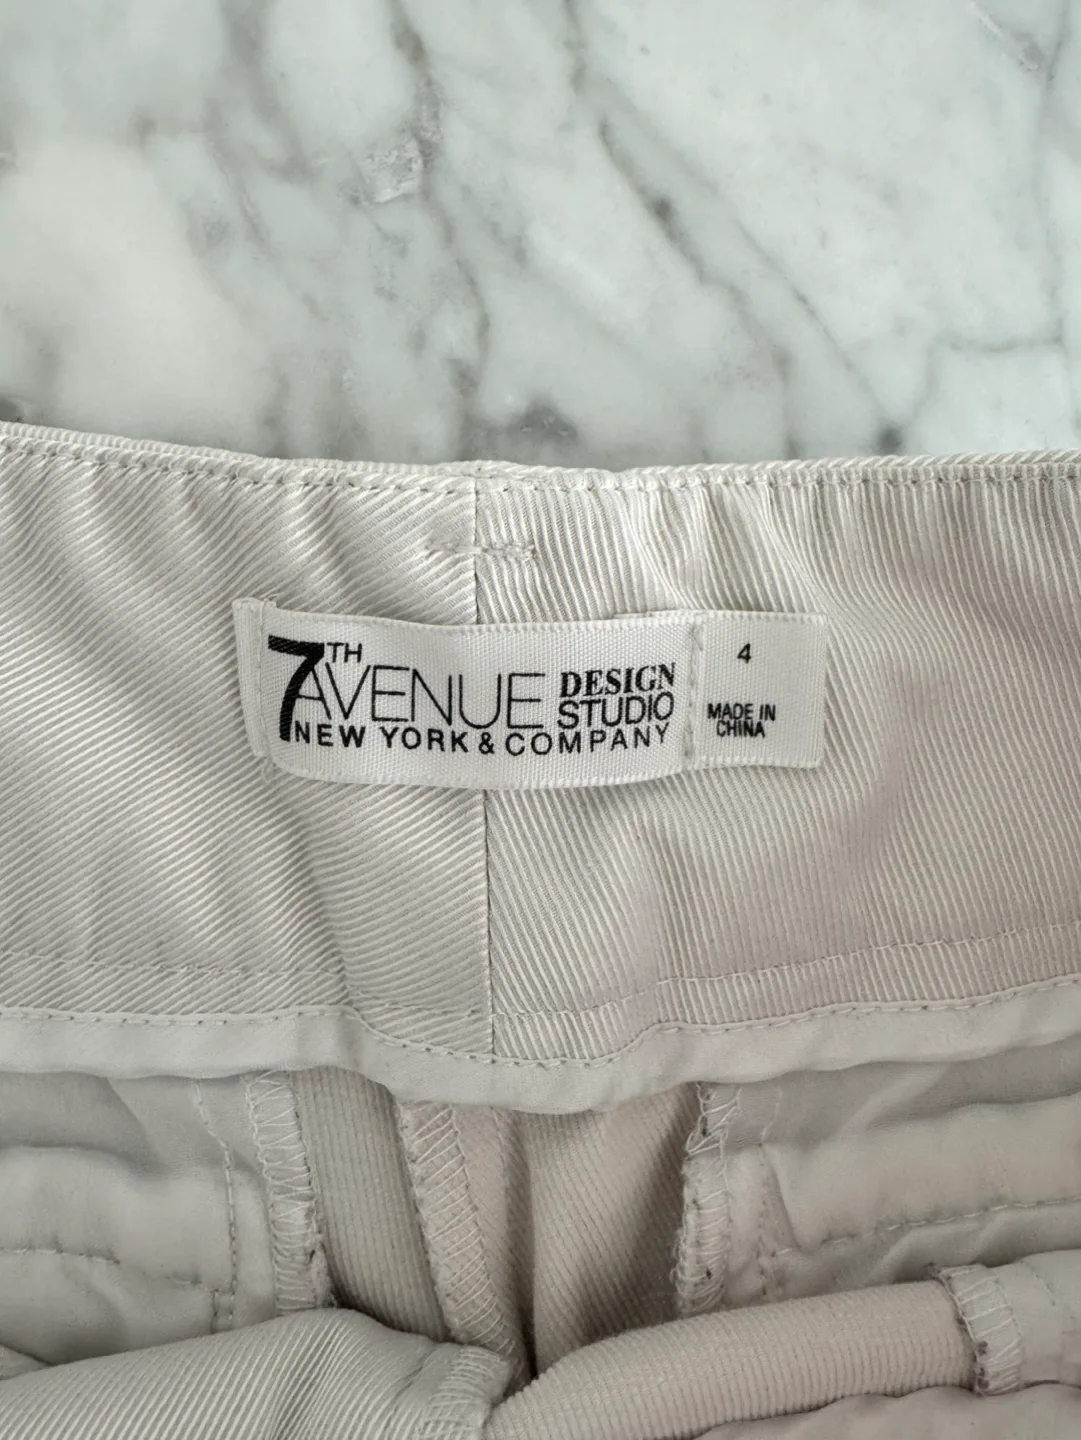 7TH AVENUE DESIGN STUDIO
NEW YORK & COMPANY
4
MADE IN
CHINA